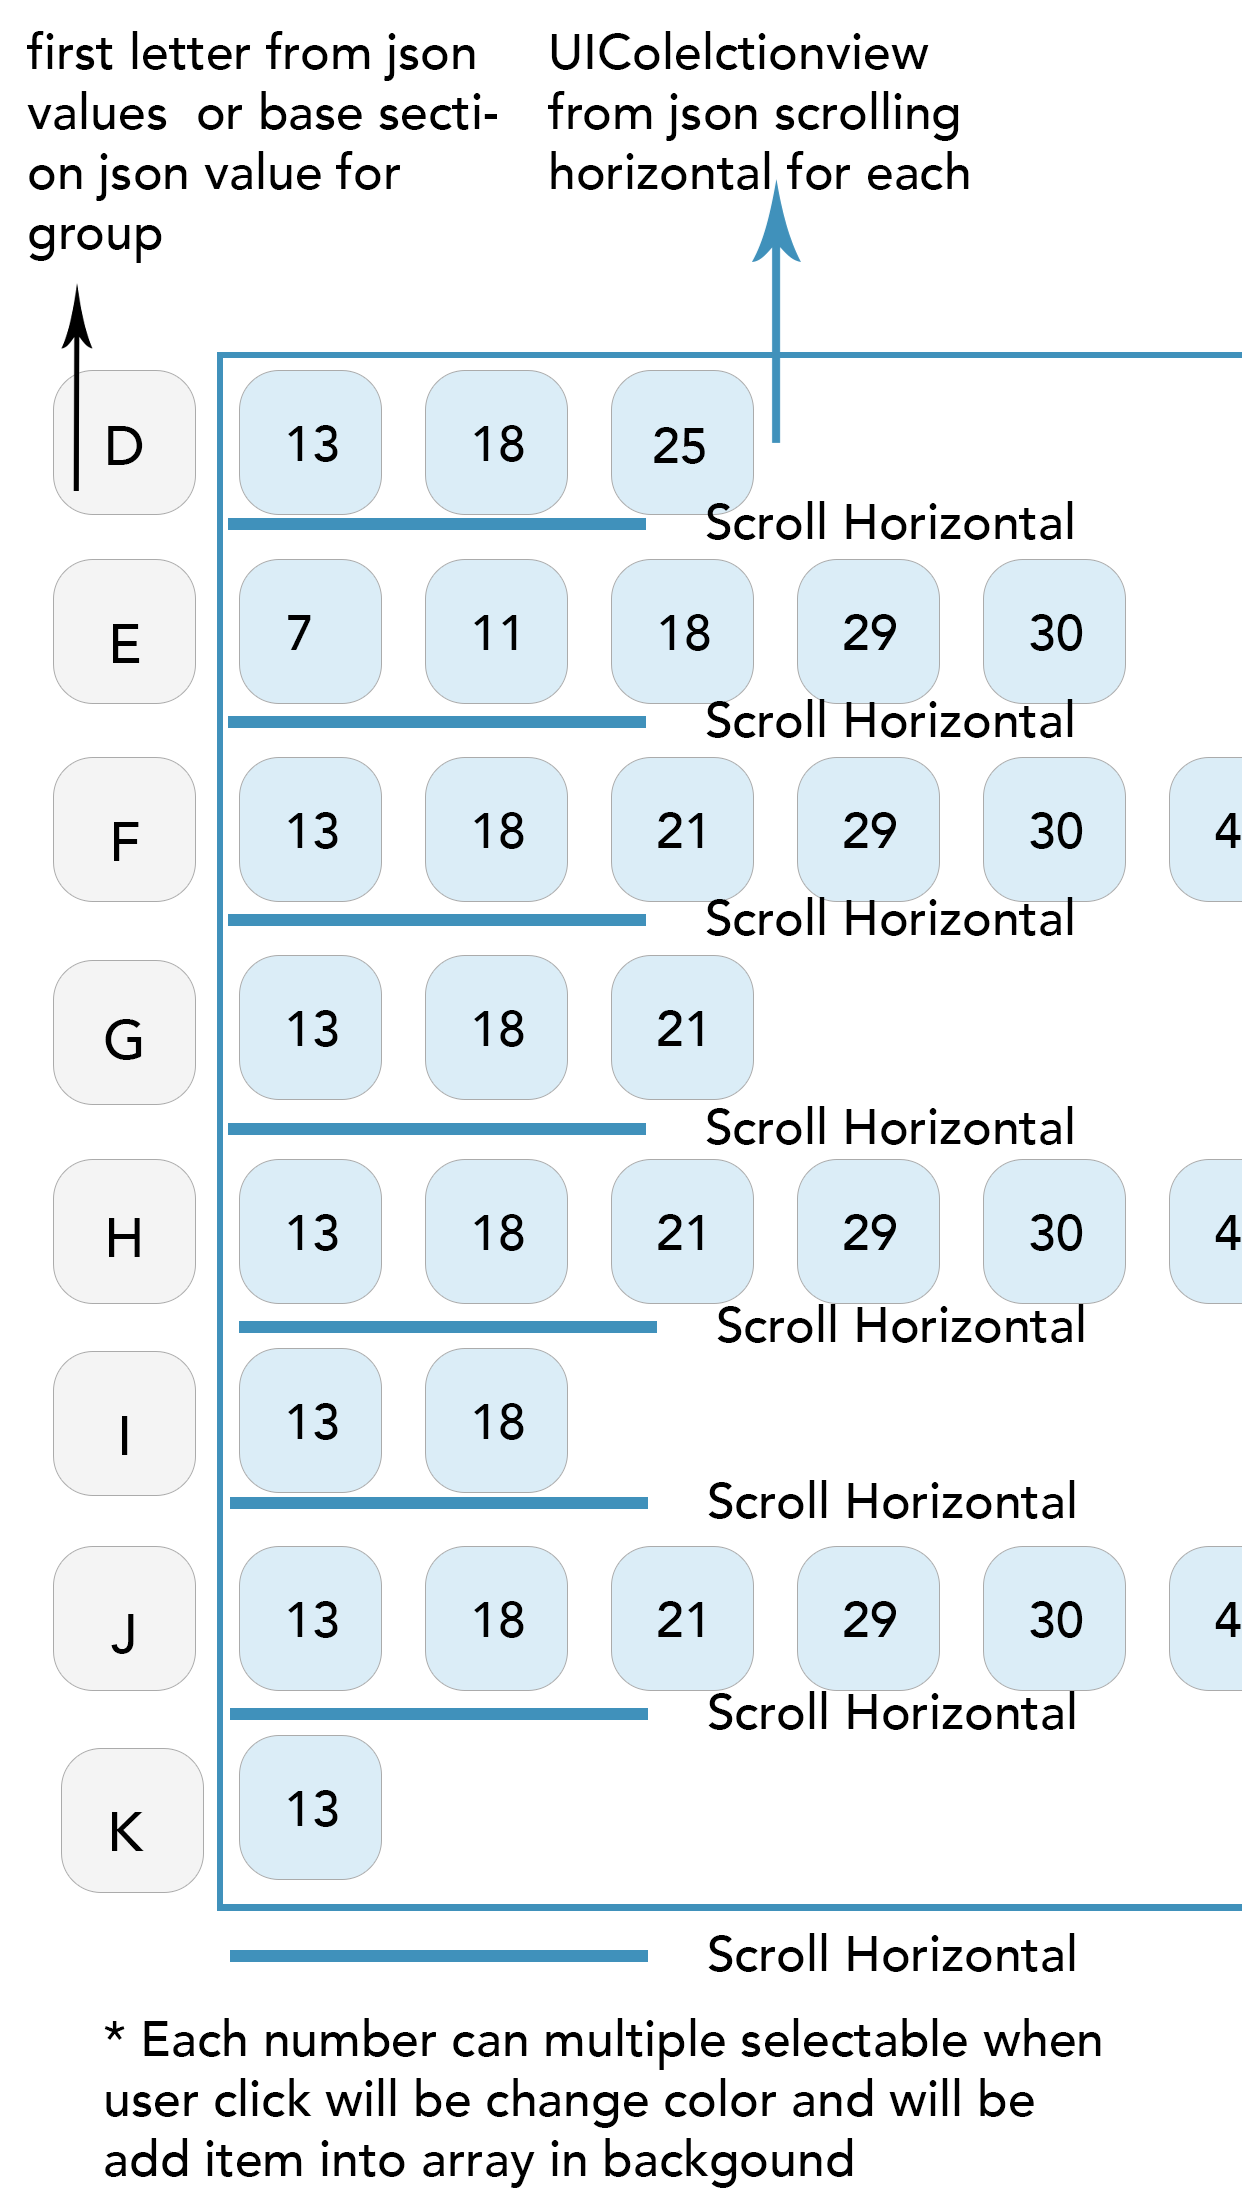 first letter from json
values  or base secti-
on json value for
group
UIColelctionview
from json scrolling
horizontal for each
D 13 18 25
Scroll Horizontal
E 7 11 18 29 30
Scroll Horizontal
F 13 18 21 29 30 4
Scroll Horizontal
G 13 18 21
Scroll Horizontal
H 13 18 21 29 30 4
Scroll Horizontal
I 13 18
Scroll Horizontal
J 13 18 21 29 30 4
Scroll Horizontal
K 13
Scroll Horizontal
* Each number can multiple selectable when
user click will be change color and will be
add item into array in backgound